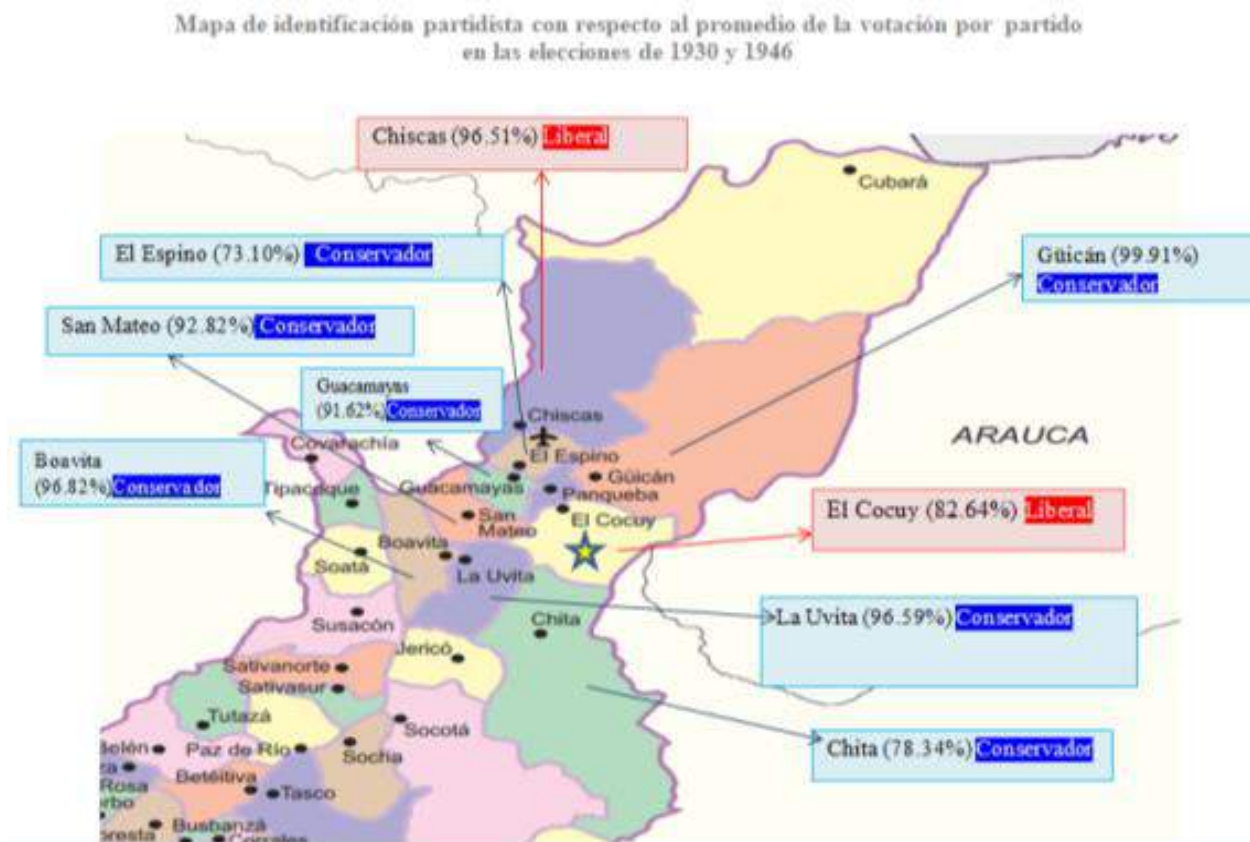 Mapa de identificación partidista con respecto al promedio de la votación por partido
en las elecciones de 1930 y 1946
Chiscas (96.51%) Liberal
Cubará
El Espino (73.10%) Conservador
Güicán (99.91%)
Conservador
San Mateo (92.82%) Conservador
Guacamayas
(91.62%) Conservador
Chiscas
Covarachía
ARAUCA
Boavita
(96.82%) Conservador
El Espino
Güicán
Tipacoque
Guacamayas
Panqueba
El Cocuy (82.64%) Liberal
San
Mateo
El Cocuy
Boavita
Soatá
La Uvita
La Uvita (96.59%) Conservador
Susacón
Chita
Jericó
Sativanorte
Sativasur
Tutazá
Socotá
Chita (78.34%) Conservador
Belén
Paz de Río
Socha
Betéitiva
Rosa
Tasco
Busbanzá
Corrales